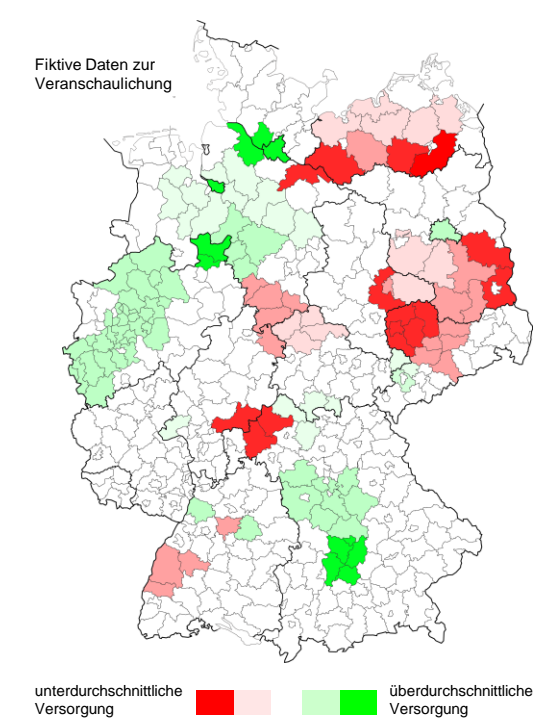 Fiktive Daten zur
Veranschaulichung
unterdurchschnittliche
Versorgung
überdurchschnittliche
Versorgung